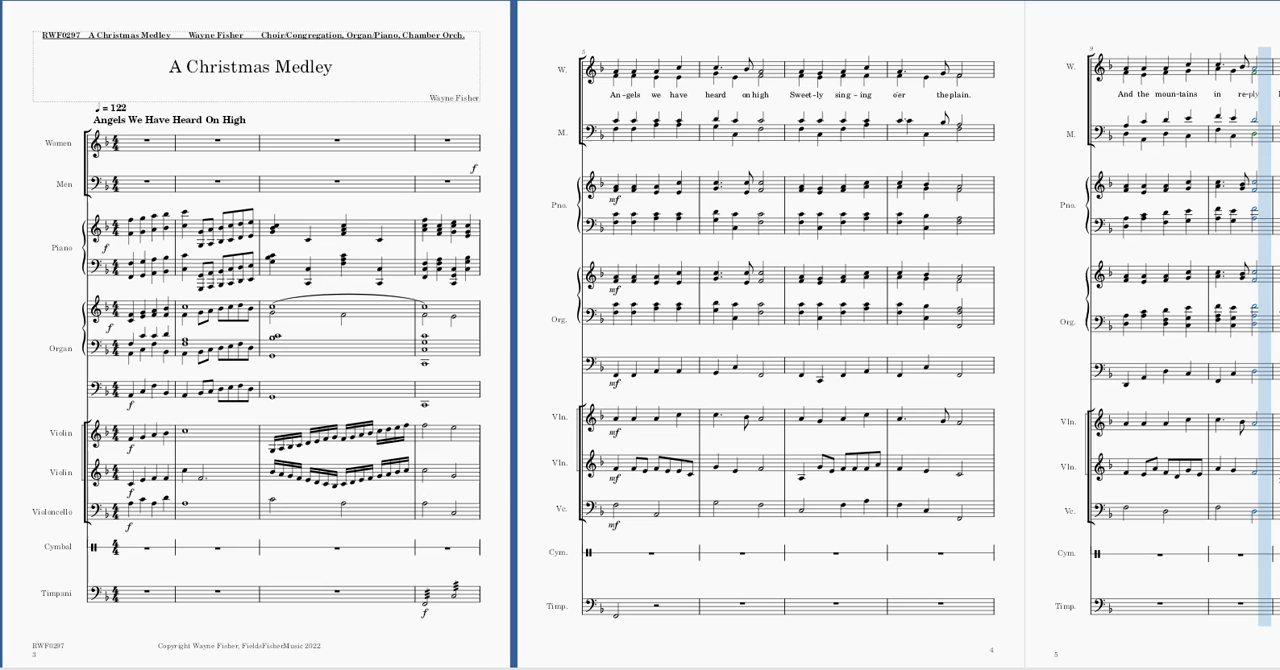 RWF0297 A Christmas Medley Wayne Fisher Choir/Congregation, Organ/Piano, Chamber Orch.
A Christmas Medley
Wayne Fisher
♩ = 122
Angels We Have Heard On High
Women
f
Men
Piano
f
f
Organ
f
Violin
f
Violin
f
Violoncello
f
Cymbal
Timpani
f
RWF0297
Copyright Wayne Fisher, FieldsFisherMusic 2022
3
5
W.
An-gels we have heard on high Sweet-ly sing-ing o'er the plain.
M.
mf
Pno.
mf
Org.
mf
Vln.
mf
Vln.
mf
Vc.
mf
Cym.
Timp.
4
9
W.
And the moun-tains in re-ply
M.
Pno.
Org.
Vln.
Vln.
Vc.
Cym.
Timp.
5